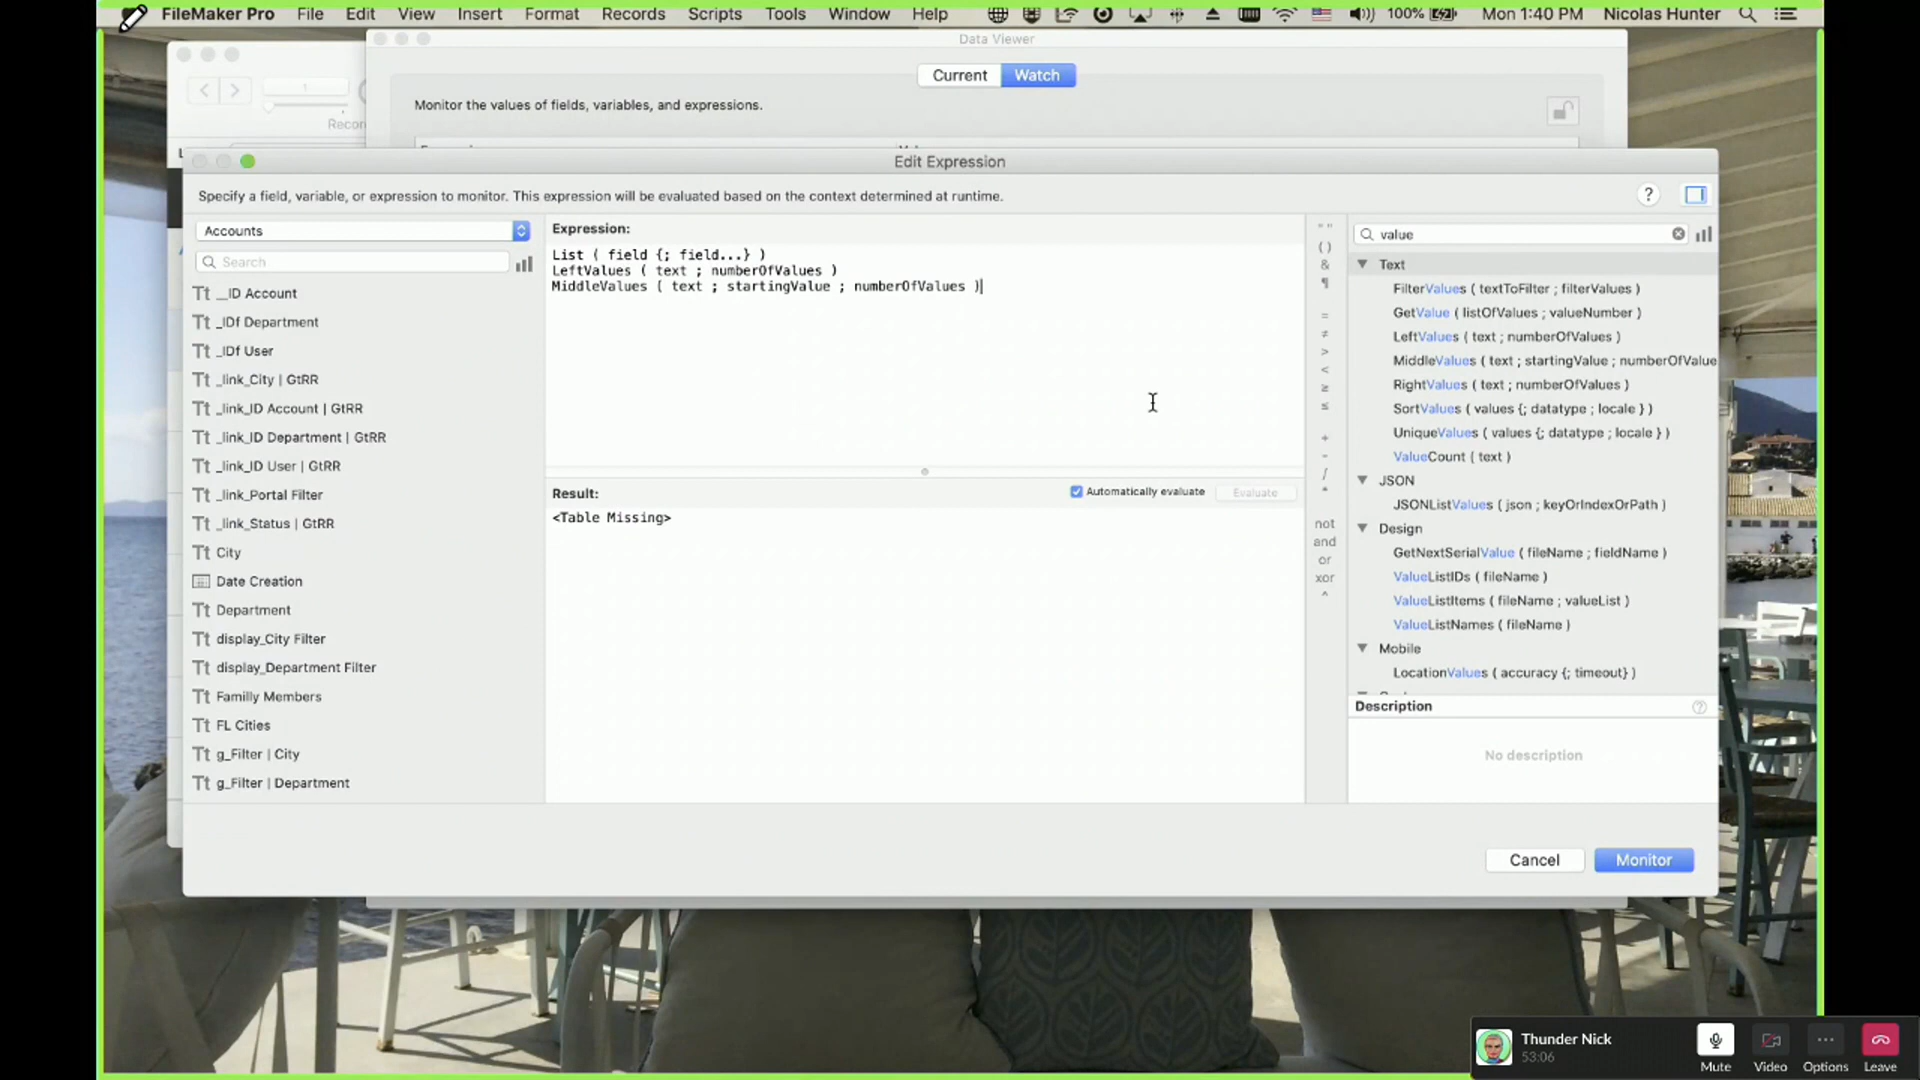 FileMaker Pro File Edit View Insert Format Records Scripts Tools Window Help 100% Mon 1:40 PM Nicolas Hunter
Data Viewer
Current Watch
Monitor the values of fields, variables, and expressions.
Edit Expression
Specify a field, variable, or expression to monitor. This expression will be evaluated based on the context determined at runtime.
?
Accounts
Search
__ID Account
_IDf Department
_IDf User
_link_City | GtRR
_link_ID Account | GtRR
_link_ID Department | GtRR
_link_ID User | GtRR
_link_Portal Filter
_link_Status | GtRR
City
Date Creation
Department
display_City Filter
display_Department Filter
Familly Members
FL Cities
g_Filter | City
g_Filter | Department
Expression:
List ( field {; field...} )
LeftValues ( text ; numberOfValues )
MiddleValues ( text ; startingValue ; numberOfValues )
Result:
Automatically evaluate
Evaluate
<Table Missing>
" "
( )
&
¶
=
≠
>
<
≥
≤
+
-
/
*
not
and
or
xor
^
value
Text
FilterValues ( textToFilter ; filterValues )
GetValue ( listOfValues ; valueNumber )
LeftValues ( text ; numberOfValues )
MiddleValues ( text ; startingValue ; numberOfValue
RightValues ( text ; numberOfValues )
SortValues ( values {; datatype ; locale } )
UniqueValues ( values {; datatype ; locale } )
ValueCount ( text )
JSON
JSONListValues ( json ; keyOrIndexOrPath )
Design
GetNextSerialValue ( fileName ; fieldName )
ValueListIDs ( fileName )
ValueListItems ( fileName ; valueList )
ValueListNames ( fileName )
Mobile
LocationValues ( accuracy {; timeout} )
Description
?
No description
Cancel
Monitor
Thunder Nick
53:06
Mute
Video
Options
Leave